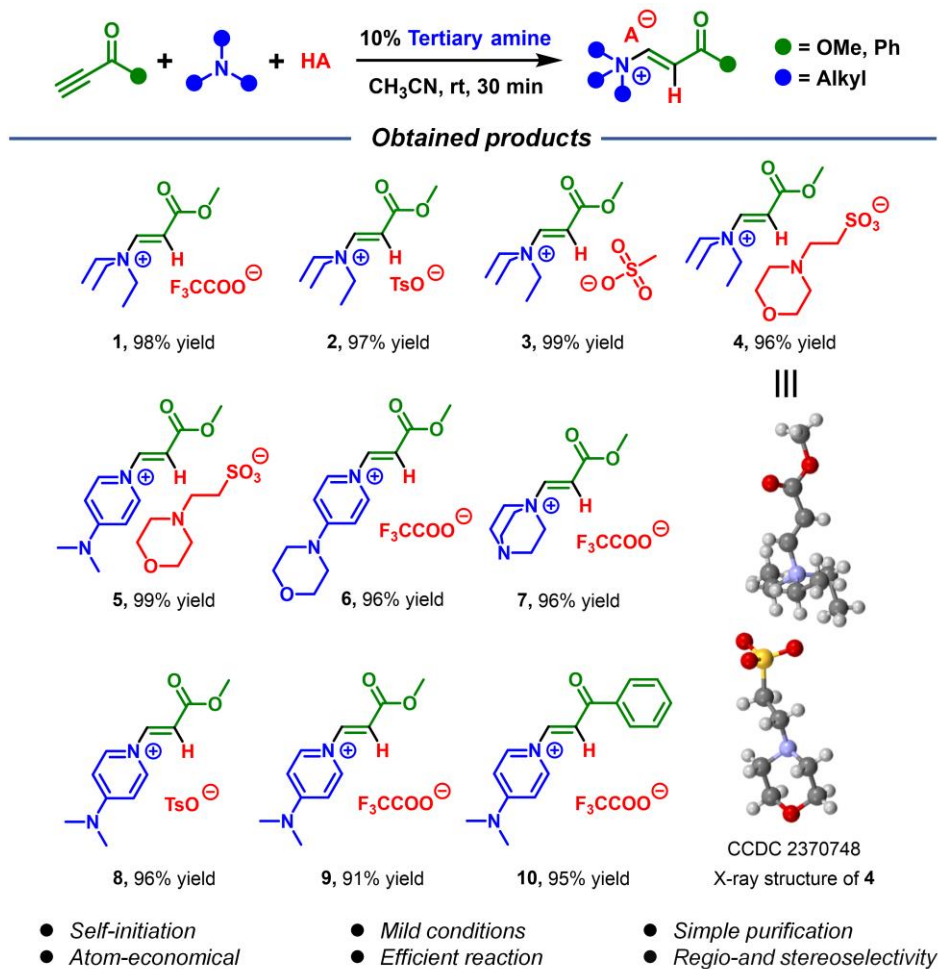 O + N + HA 10% Tertiary amine CH₃CN, rt, 30 min A⊖ N ⊕ H O = OMe, Ph
= Alkyl
Obtained products
O O N ⊕ H F₃CCOO⊖
O O N ⊕ H TsO⊖
O O N ⊕ H ⊖O S O O
O O N ⊕ H SO₃⊖ N O
1, 98% yield
2, 97% yield
3, 99% yield
4, 96% yield
O O N ⊕ H N SO₃⊖ N O
O O N ⊕ H N O F₃CCOO⊖
O O N ⊕ H N F₃CCOO⊖
5, 99% yield
6, 96% yield
7, 96% yield
O O N ⊕ H N TsO⊖
O O N ⊕ H N F₃CCOO⊖
O N ⊕ H N F₃CCOO⊖
CCDC 2370748
8, 96% yield
9, 91% yield
10, 95% yield
X-ray structure of 4
● Self-initiation
● Mild conditions
● Simple purification
● Atom-economical
● Efficient reaction
● Regio-and stereoselectivity